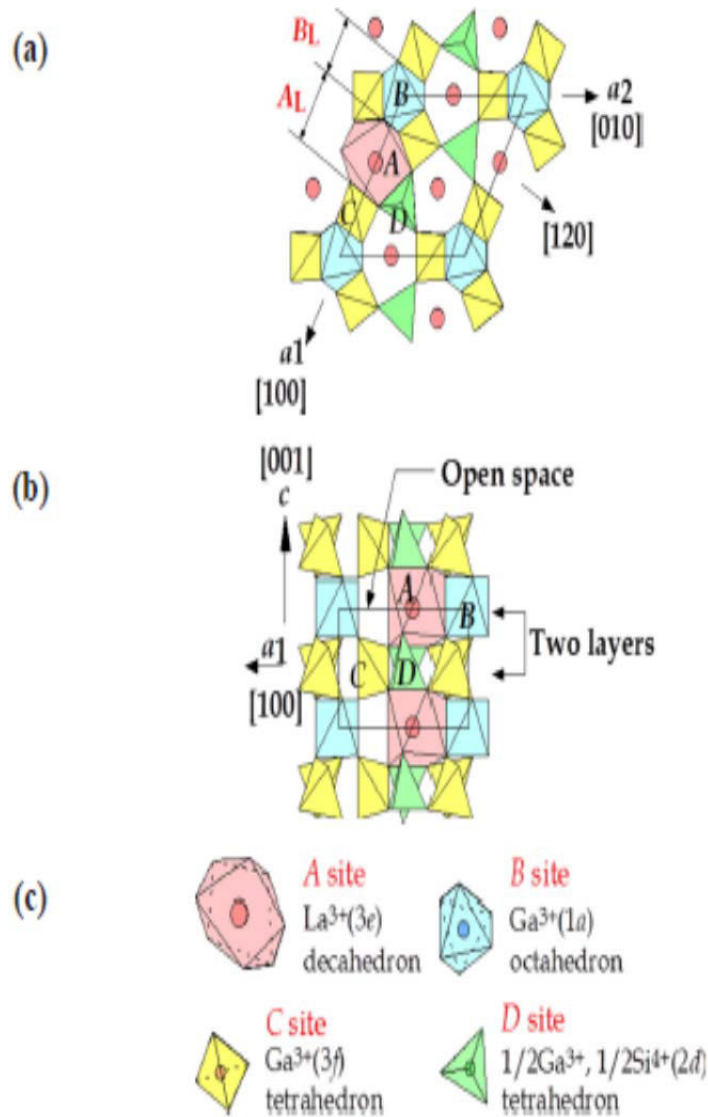 (a)
BL
AL
B
A
C
D
a2
[010]
[120]
a1
[100]
(b)
[001]
c
Open space
A
B
C
D
Two layers
a1
[100]
(c)
A site
La3+(3e)
decahedron
B site
Ga3+(1a)
octahedron
C site
Ga3+(3f)
tetrahedron
D site
1/2Ga3+, 1/2Si4+(2d)
tetrahedron